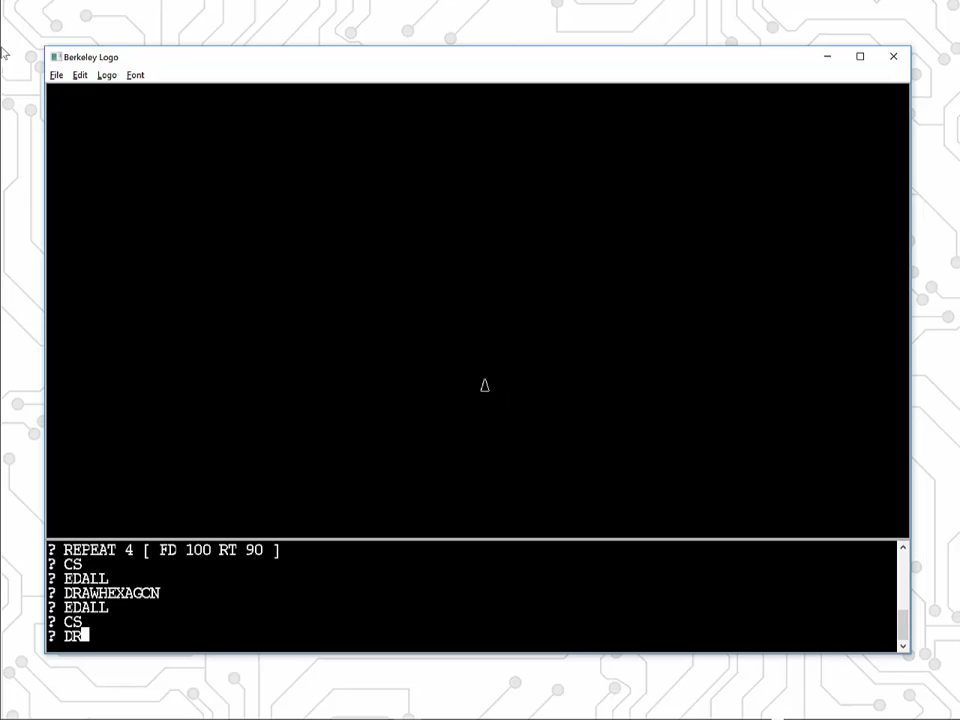 Berkeley Logo
File Edit Logo Font
? REPEAT 4 [ FD 100 RT 90 ]
? CS
? EDALL
? DRAWHEXAGON
? EDALL
? CS
? DR